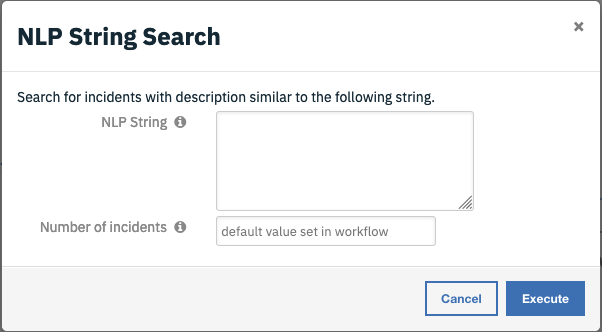 NLP String Search
×
Search for incidents with description similar to the following string.
NLP String
Number of incidents
default value set in workflow
Cancel
Execute